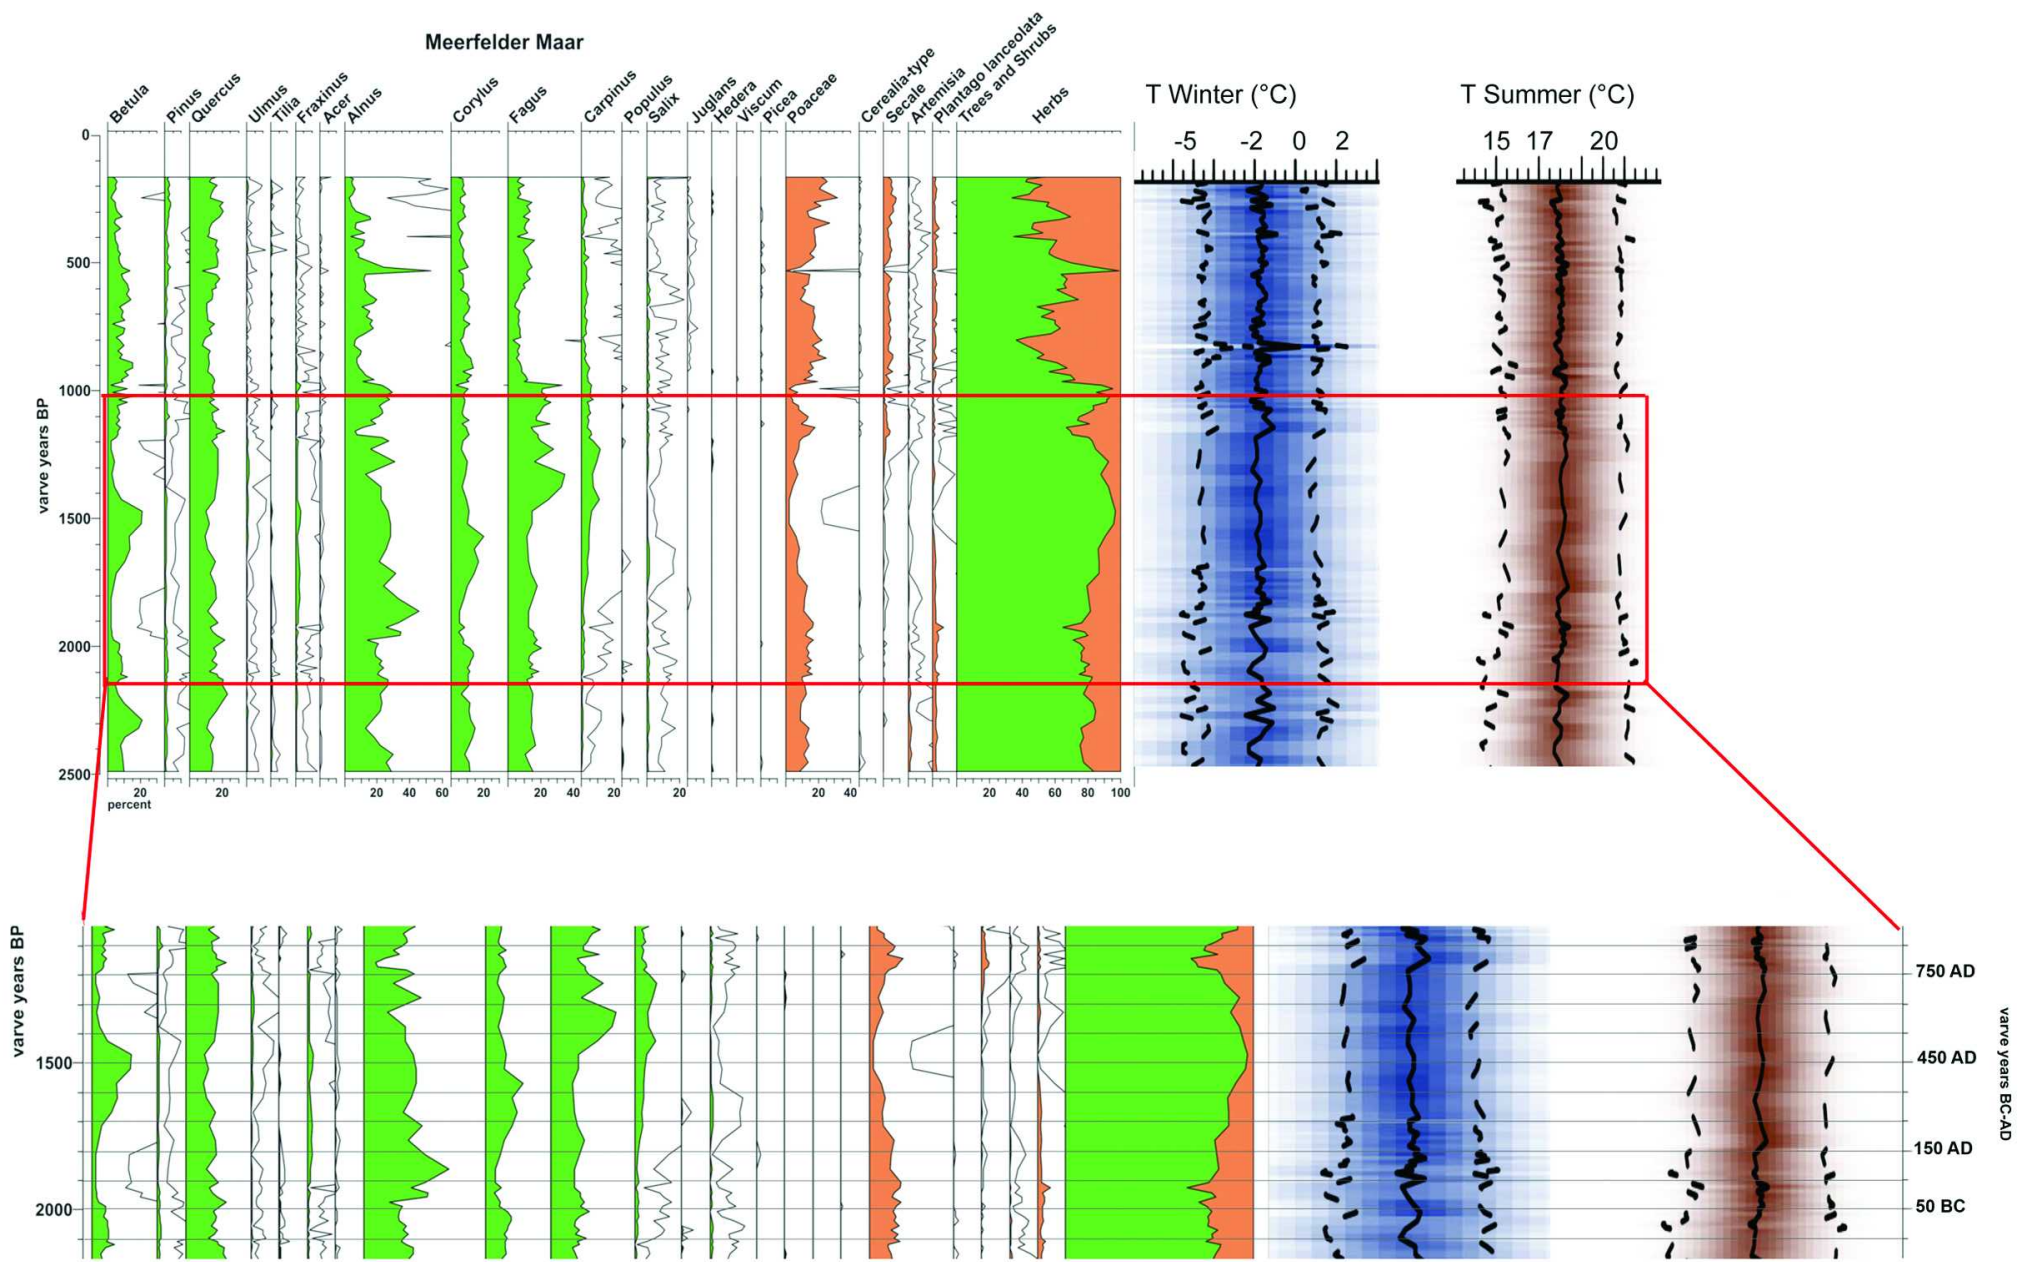 Meerfelder Maar
Betula
Pinus
Quercus
Ulmus
Tilia
Fraxinus
Acer
Alnus
Corylus
Fagus
Carpinus
Populus
Salix
Juglans
Hedera
Viscum
Picea
Poaceae
Cerealia-type
Secale
Artemisia
Plantago lanceolata
Trees and Shrubs
Herbs
T Winter (°C)
T Summer (°C)
-5 -2 0 2
15 17 20
varve years BP
0
500
1000
1500
2000
2500
20 20 20 40 60 20 20 40 20 20 20 40 20 40 60 80 100
percent
varve years BP
1500
2000
750 AD
450 AD
150 AD
50 BC
varve years BC-AD